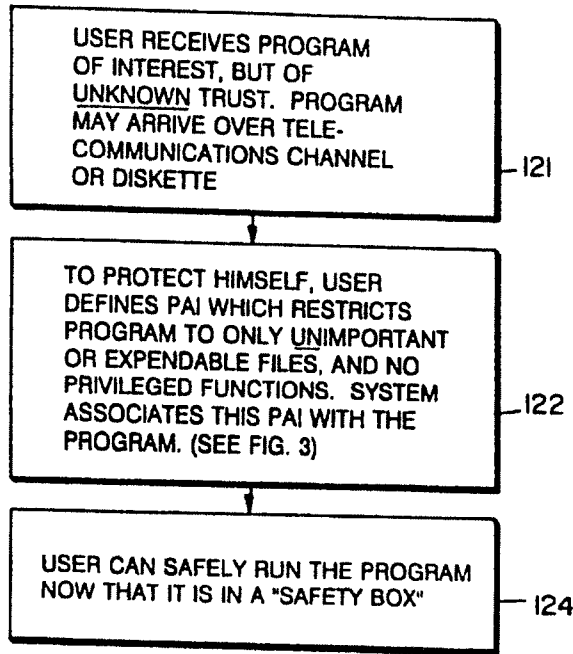 USER RECEIVES PROGRAM
OF INTEREST, BUT OF
UNKNOWN TRUST. PROGRAM
MAY ARRIVE OVER TELE-
COMMUNICATIONS CHANNEL
OR DISKETTE
121
TO PROTECT HIMSELF, USER
DEFINES PAI WHICH RESTRICTS
PROGRAM TO ONLY UNIMPORTANT
OR EXPENDABLE FILES, AND NO
PRIVILEGED FUNCTIONS. SYSTEM
ASSOCIATES THIS PAI WITH THE
PROGRAM. (SEE FIG. 3)
122
USER CAN SAFELY RUN THE PROGRAM
NOW THAT IT IS IN A "SAFETY BOX"
124